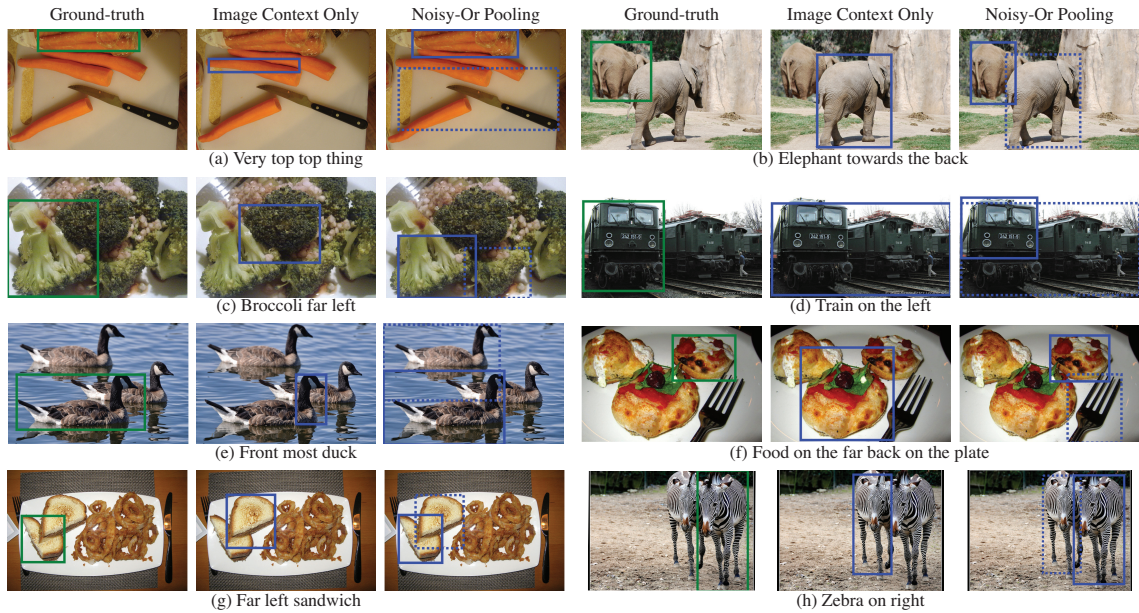 Ground-truth Image Context Only Noisy-Or Pooling Ground-truth Image Context Only Noisy-Or Pooling
(a) Very top top thing
(b) Elephant towards the back
(c) Broccoli far left
(d) Train on the left
(e) Front most duck
(f) Food on the far back on the plate
(g) Far left sandwich
(h) Zebra on right